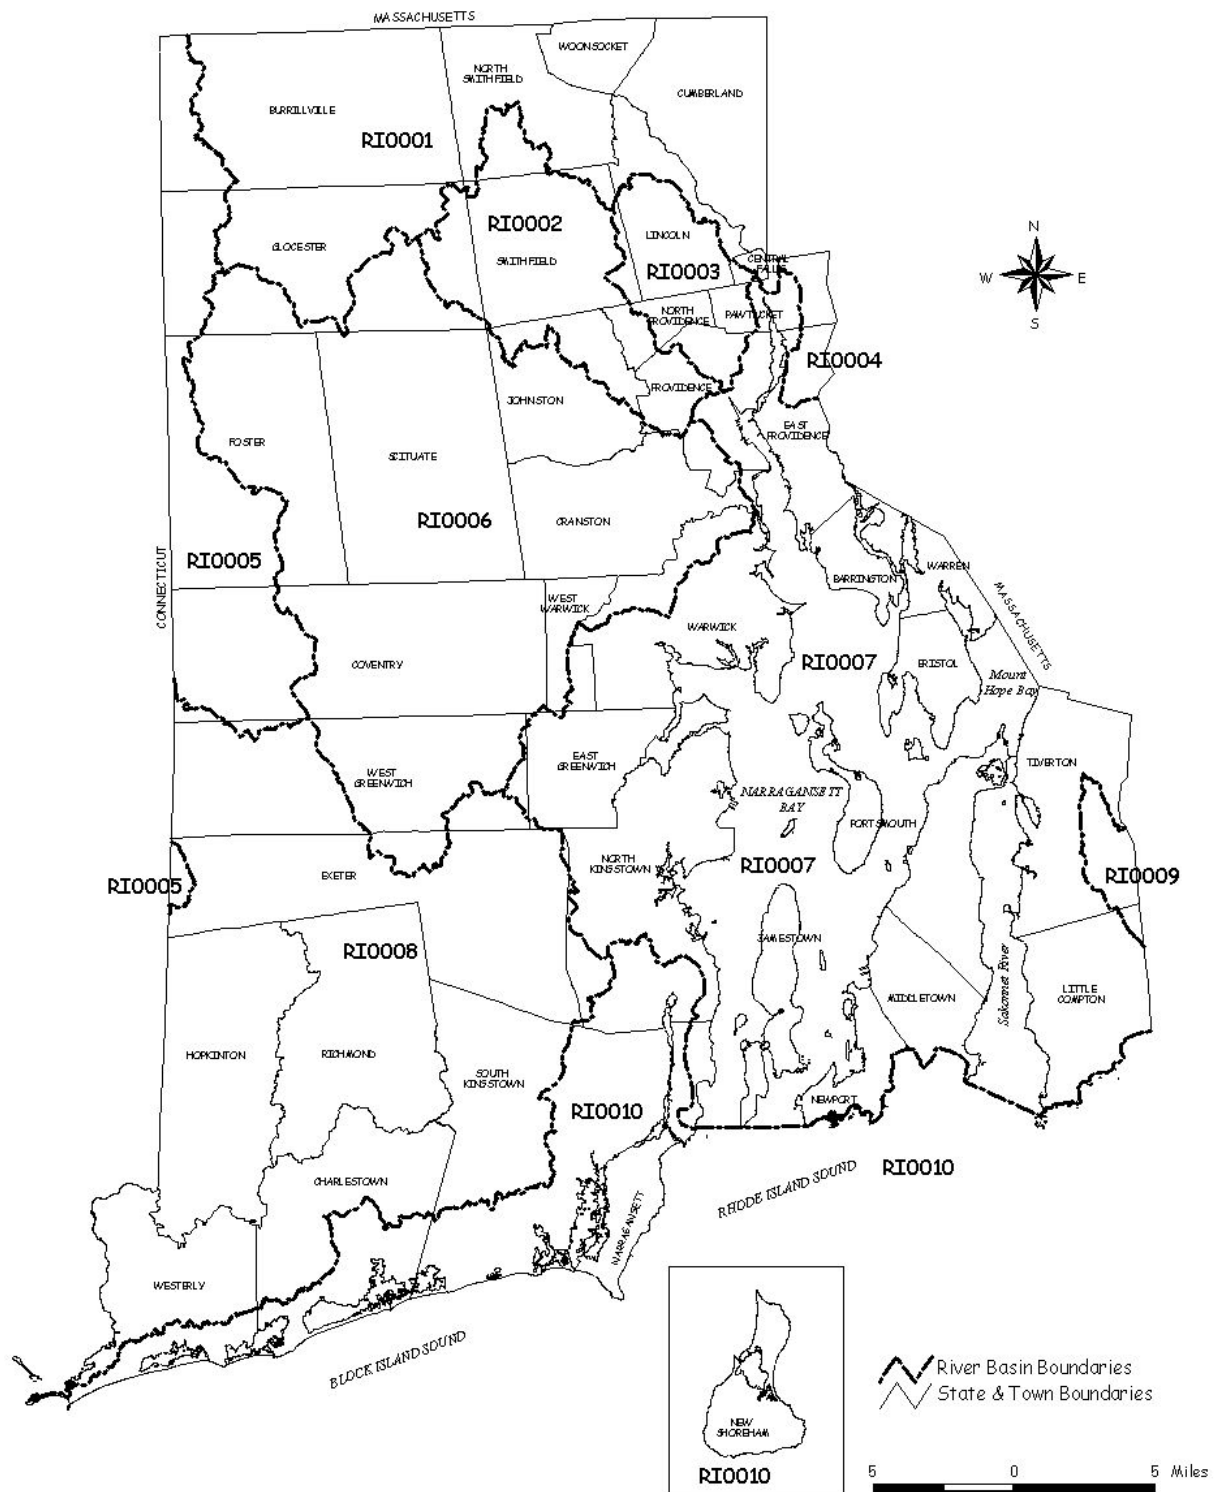 MASSACHUSETTS
WOONSOCKET
NORTH
SMITHFIELD
CUMBERLAND
BURRILLVILLE
RI0001
RI0002
LINCOLN
GLOCESTER
SMITHFIELD
RI0003
CENTRAL
FALLS
N
W E
S
NORTH
PROVIDENCE
PAWTUCKET
RI0004
PROVIDENCE
JOHNSTON
EAST
PROVIDENCE
FOSTER
SCITUATE
RI0006
CRANSTON
RI0005
CONNECTICUT
BARRINGTON
WARREN
MASSACHUSETTS
WEST
WARWICK
WARWICK
COVENTRY
RI0007
BRISTOL
Mount
Hope Bay
WEST
GREENWICH
EAST
GREENWICH
TIVERTON
NARRAGANSETT
BAY
PORTSMOUTH
RI0005
EXETER
NORTH
KINGSTOWN
RI0007
RI0009
RI0008
JAMESTOWN
Sakonnet River
MIDDLETOWN
LITTLE
COMPTON
HOPKINTON
RICHMOND
SOUTH
KINGSTOWN
RI0010
NEWPORT
CHARLESTOWN
NARRAGANSETT
RHODE ISLAND SOUND
RI0010
WESTERLY
BLOCK ISLAND SOUND
NEW
SHOREHAM
RI0010
River Basin Boundaries
State & Town Boundaries
5 0 5 Miles